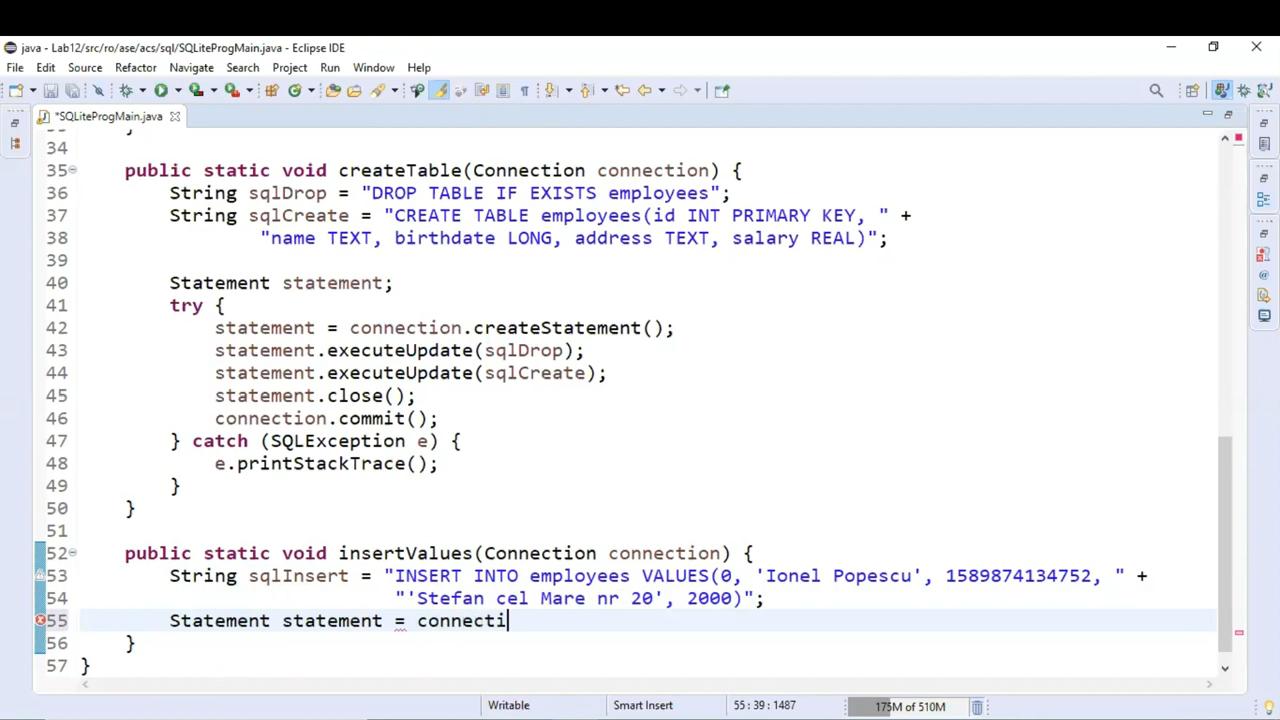 java - Lab12/src/ro/ase/acs/sql/SQLiteProgMain.java - Eclipse IDE
File Edit Source Refactor Navigate Search Project Run Window Help
*SQLiteProgMain.java
34
35 public static void createTable(Connection connection) {
36 String sqlDrop = "DROP TABLE IF EXISTS employees";
37 String sqlCreate = "CREATE TABLE employees(id INT PRIMARY KEY, " +
38 "name TEXT, birthdate LONG, address TEXT, salary REAL)";
39
40 Statement statement;
41 try {
42 statement = connection.createStatement();
43 statement.executeUpdate(sqlDrop);
44 statement.executeUpdate(sqlCreate);
45 statement.close();
46 connection.commit();
47 } catch (SQLException e) {
48 e.printStackTrace();
49 }
50 }
51
52 public static void insertValues(Connection connection) {
53 String sqlInsert = "INSERT INTO employees VALUES(0, 'Ionel Popescu', 1589874134752, " +
54 "'Stefan cel Mare nr 20', 2000)";
55 Statement statement = connecti
56 }
57 }
Writable Smart Insert 55 : 39 : 1487 175M of 510M